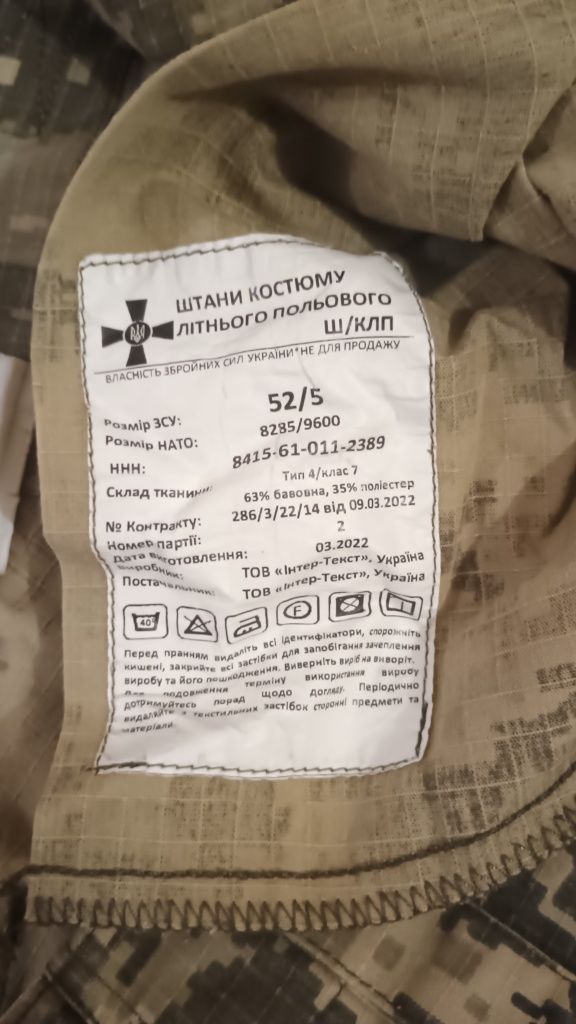 ШТАНИ КОСТЮМУ
ЛІТНЬОГО ПОЛЬОВОГО
Ш/КЛП
ВЛАСНІСТЬ ЗБРОЙНИХ СИЛ УКРАЇНИ*НЕ ДЛЯ ПРОДАЖУ
Розмір ЗСУ: 52/5
Розмір НАТО: 8285/9600
ННН: 8415-61-011-2389
Склад тканини: Тип 4/клас 7
63% бавовна, 35% поліестер
№ Контракту: 286/3/22/14 від 09.03.2022
Номер партії: 2
Дата виготовлення: 03.2022
Виробник: ТОВ «Інтер-Текст», Україна
Постачальник: ТОВ «Інтер-Текст», Україна
40° F
Перед пранням видаліть всі ідентифікатори, спорожніть
кишені, закрийте всі застібки для запобігання зачеплення
виробу та його пошкодження. Виверніть виріб на виворіт.
Для подовження терміну використання виробу
дотримуйтесь порад щодо догляду. Періодично
видаляйте з текстильних застібок сторонні предмети та
матеріали.